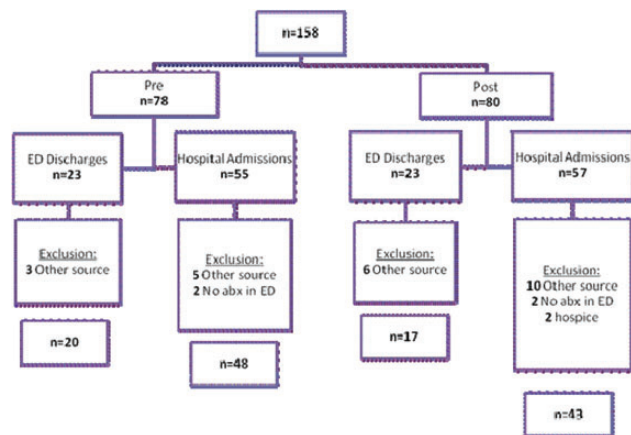 n=158
Pre
n=78
Post
n=80
ED Discharges
n=23
Hospital Admissions
n=55
ED Discharges
n=23
Hospital Admissions
n=57
Exclusion:
3 Other source
Exclusion:
5 Other source
2 No abx in ED
Exclusion:
6 Other source
Exclusion:
10 Other source
2 No abx in ED
2 hospice
n=20
n=48
n=17
n=43